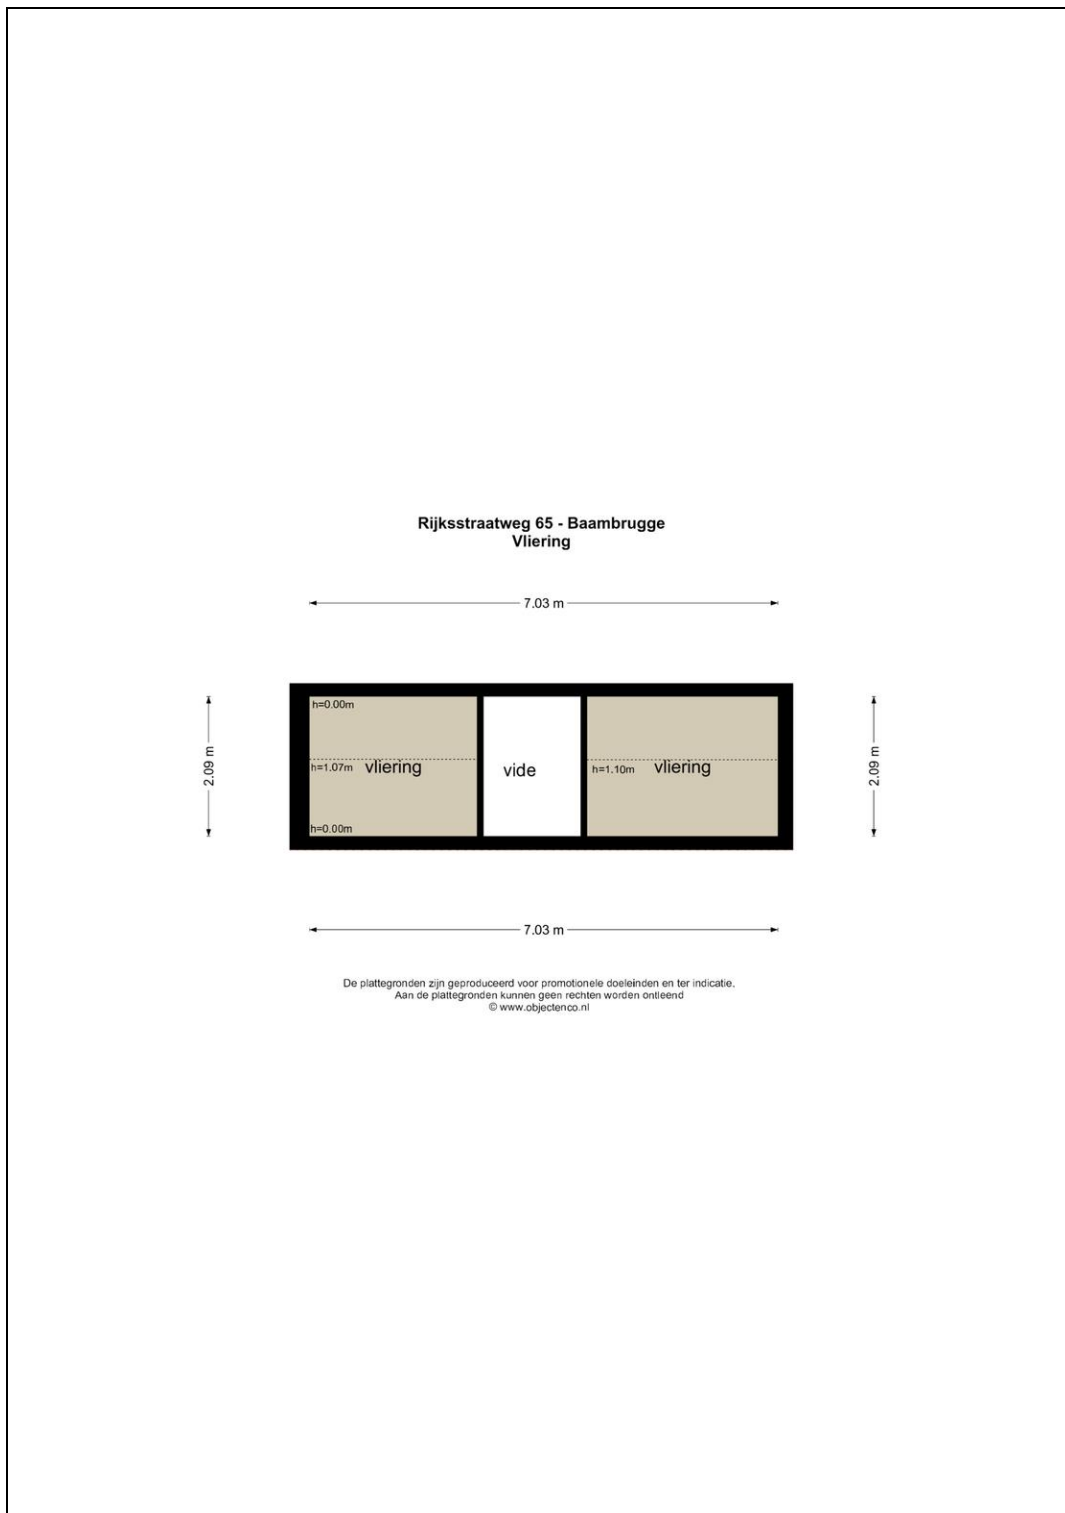 Rijksstraatweg 65 - Baambrugge
Vliering
7.03 m
h=0.00m
2.09 m
h=1.07m vliering
vide
h=1.10m vliering
2.09 m
h=0.00m
7.03 m
De plattegronden zijn geproduceerd voor promotionele doeleinden en ter indicatie.
Aan de plattegronden kunnen geen rechten worden ontleend
© www.objectenco.nl